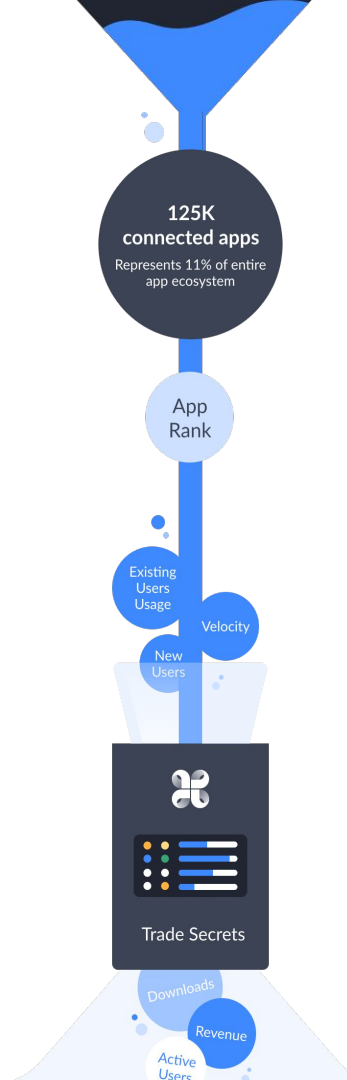 125K
connected apps
Represents 11% of entire
app ecosystem
App
Rank
Existing
Users
Usage
Velocity
New
Users
Trade Secrets
Downloads
Revenue
Active
Users